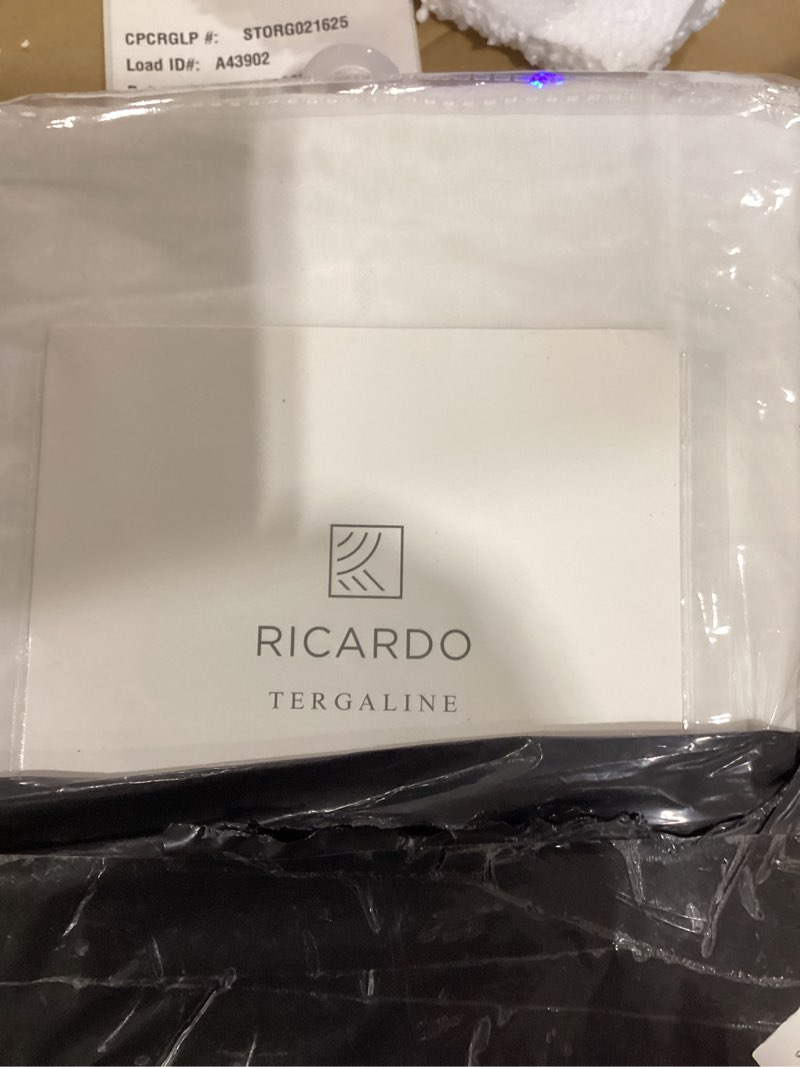 CPCRGLP #: STORG021625
Load ID#: A43902
RICARDO
TERGALINE